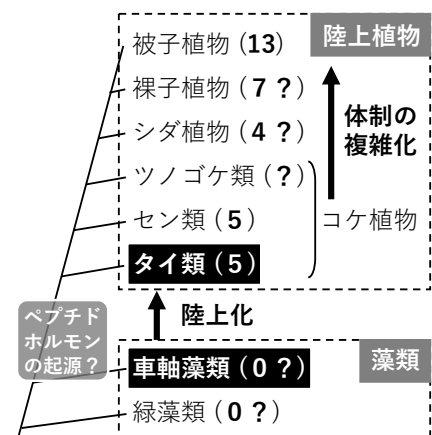 陸上植物
被子植物 (13)
裸子植物 (7 ?)
シダ植物 (4 ?)
ツノゴケ類 (?)
セン類 (5)
タイ類 (5)
体制の
複雑化
コケ植物
陸上化
ペプチド
ホルモン
の起源？
藻類
車軸藻類 (0 ?)
緑藻類 (0 ?)